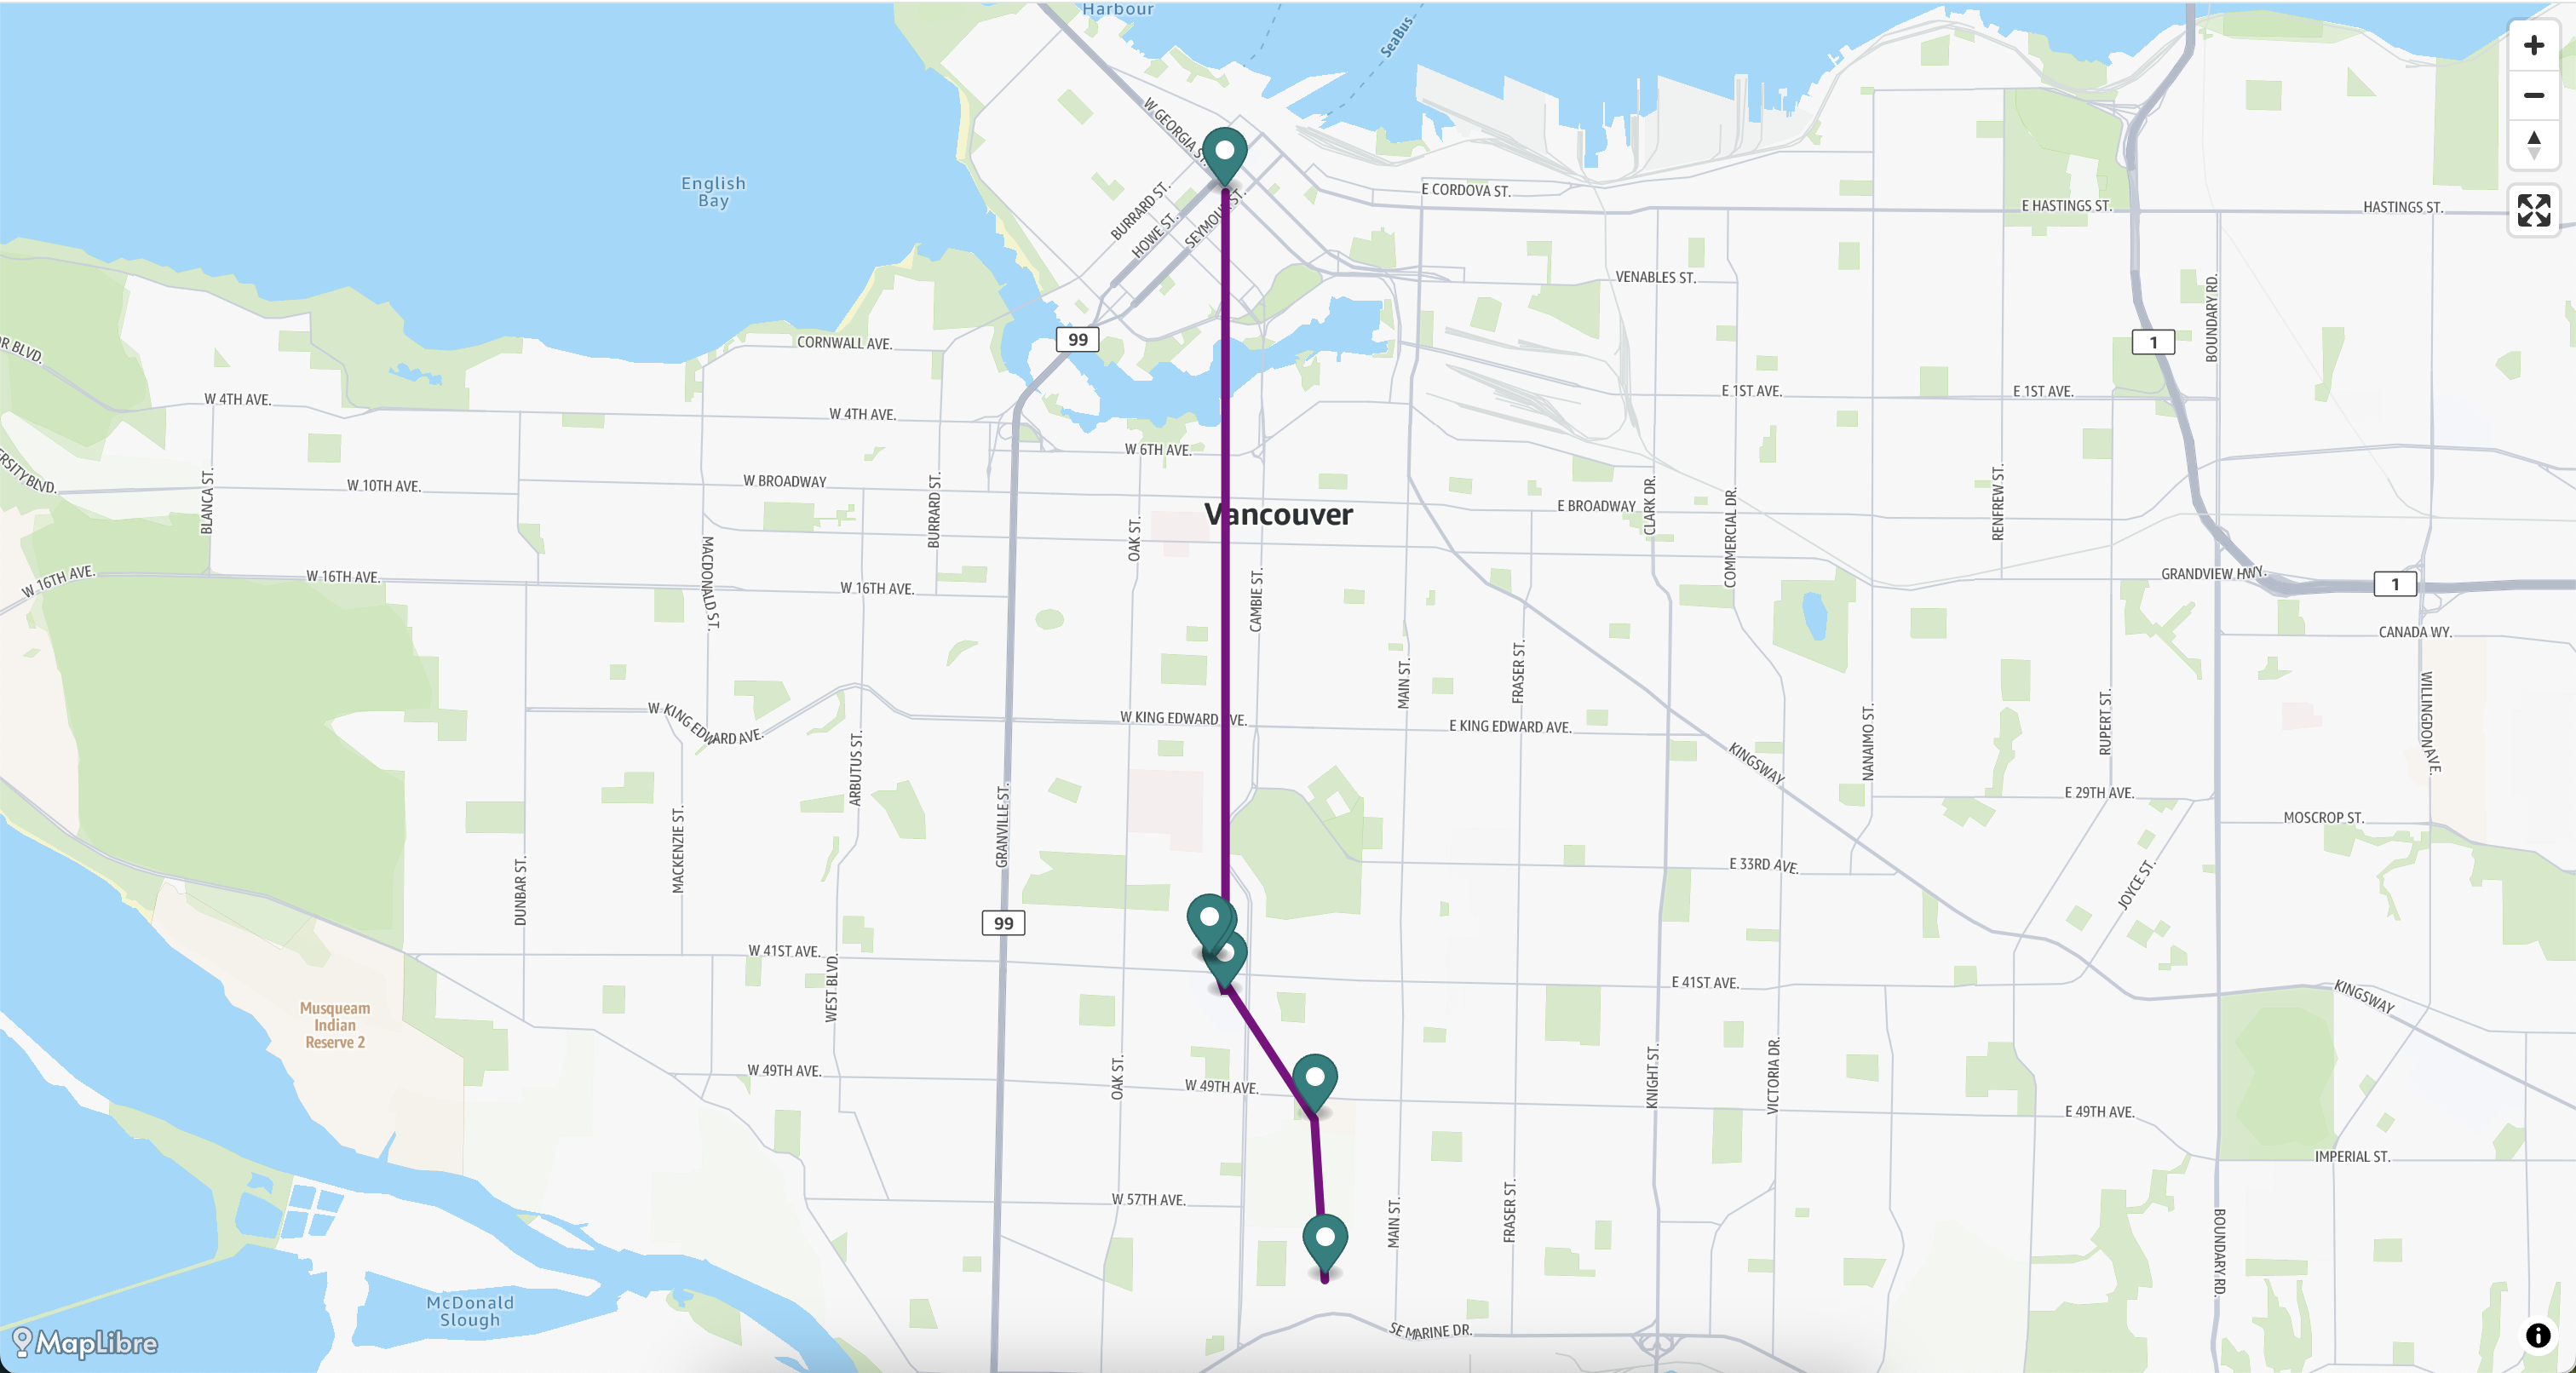 Harbour
SeaBus
W GEORGIA ST.
English
Bay
BURRARD ST.
HOWE ST.
SEYMOUR ST.
E CORDOVA ST.
E HASTINGS ST.
HASTINGS ST.
VENABLES ST.
BOUNDARY RD.
99
1
CORNWALL AVE.
R BLVD.
W 4TH AVE.
W 4TH AVE.
E 1ST AVE.
E 1ST AVE.
W 6TH AVE.
ERSITY BLVD.
BLANCA ST.
W 10TH AVE.
W BROADWAY
BURRARD ST.
OAK ST.
Vancouver
E BROADWAY
CLARK DR.
COMMERCIAL DR.
RENFREW ST.
W 16TH AVE.
W 16TH AVE.
MACDONALD ST.
W 16TH AVE.
CAMBIE ST.
GRANDVIEW HWY.
1
CANADA WY.
MAIN ST.
FRASER ST.
W KING EDWARD AVE.
W KING EDWARD AVE.
E KING EDWARD AVE.
KINGSWAY
NANAIMO ST.
RUPERT ST.
WILLINGDON AVE.
ARBUTUS ST.
GRANVILLE ST.
E 29TH AVE.
MOSCROP ST.
MACKENZIE ST.
DUNBAR ST.
E 33RD AVE.
JOYCE ST.
99
W 41ST AVE.
WEST BLVD.
E 41ST AVE.
KINGSWAY
Musqueam
Indian
Reserve 2
W 49TH AVE.
OAK ST.
W 49TH AVE.
KNIGHT ST.
VICTORIA DR.
E 49TH AVE.
IMPERIAL ST.
W 57TH AVE.
MAIN ST.
FRASER ST.
BOUNDARY RD.
McDonald
Slough
SE MARINE DR.
MapLibre